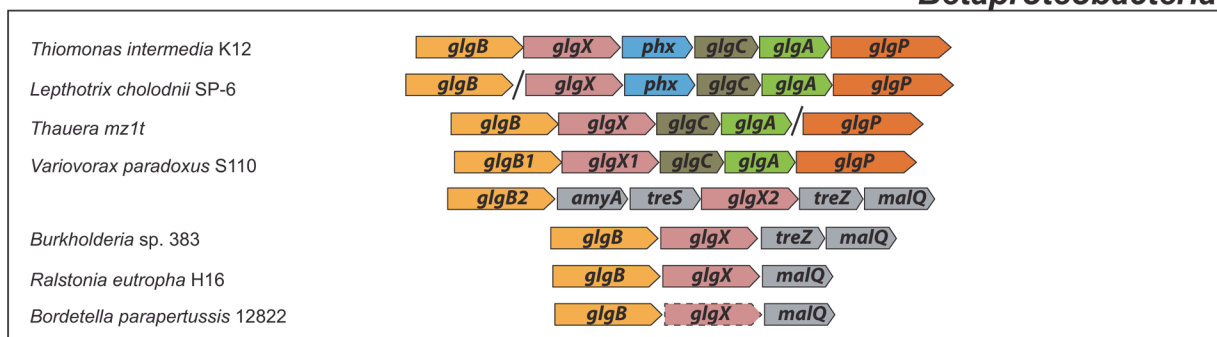 Betaproteobacteria
Thiomonas intermedia K12 glgB glgX phx glgC glgA glgP
Lepthotrix cholodnii SP-6 glgB / glgX phx glgC glgA glgP
Thauera mz1t glgB glgX glgC glgA / glgP
Variovorax paradoxus S110 glgB1 glgX1 glgC glgA glgP
glgB2 amyA treS glgX2 treZ malQ
Burkholderia sp. 383 glgB glgX treZ malQ
Ralstonia eutropha H16 glgB glgX malQ
Bordetella parapertussis 12822 glgB glgX malQ